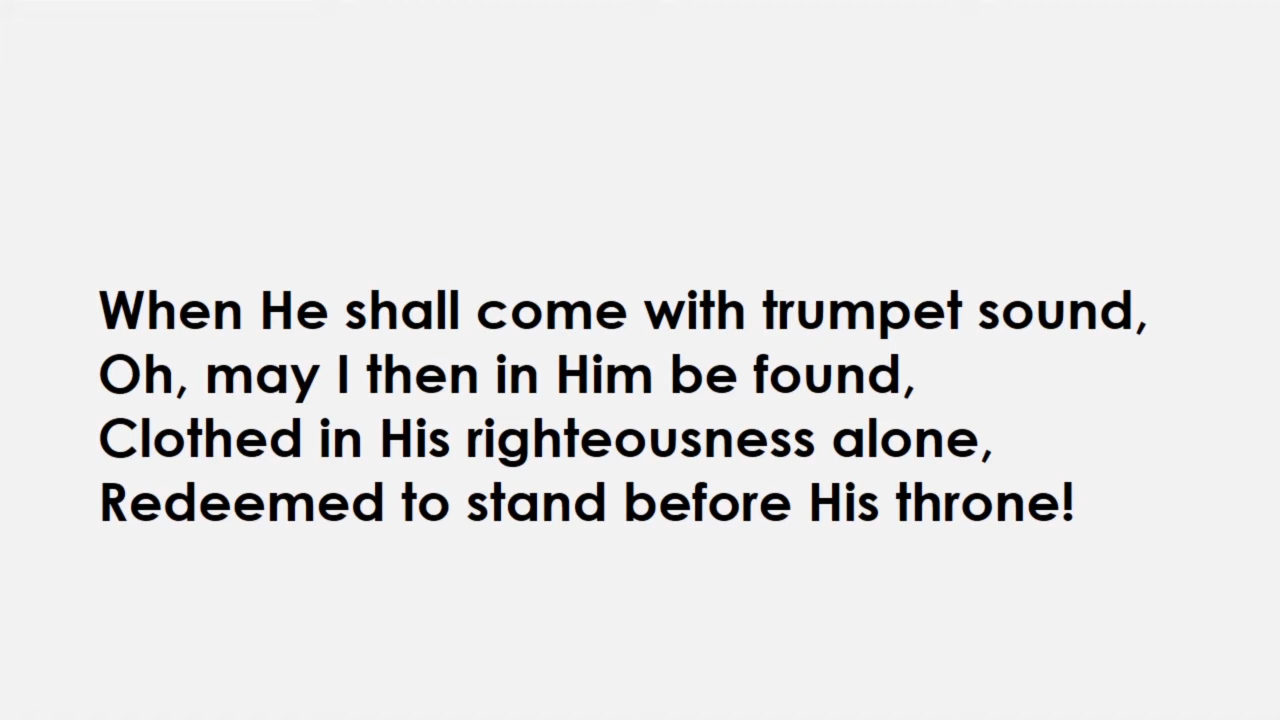 When He shall come with trumpet sound,
Oh, may I then in Him be found,
Clothed in His righteousness alone,
Redeemed to stand before His throne!